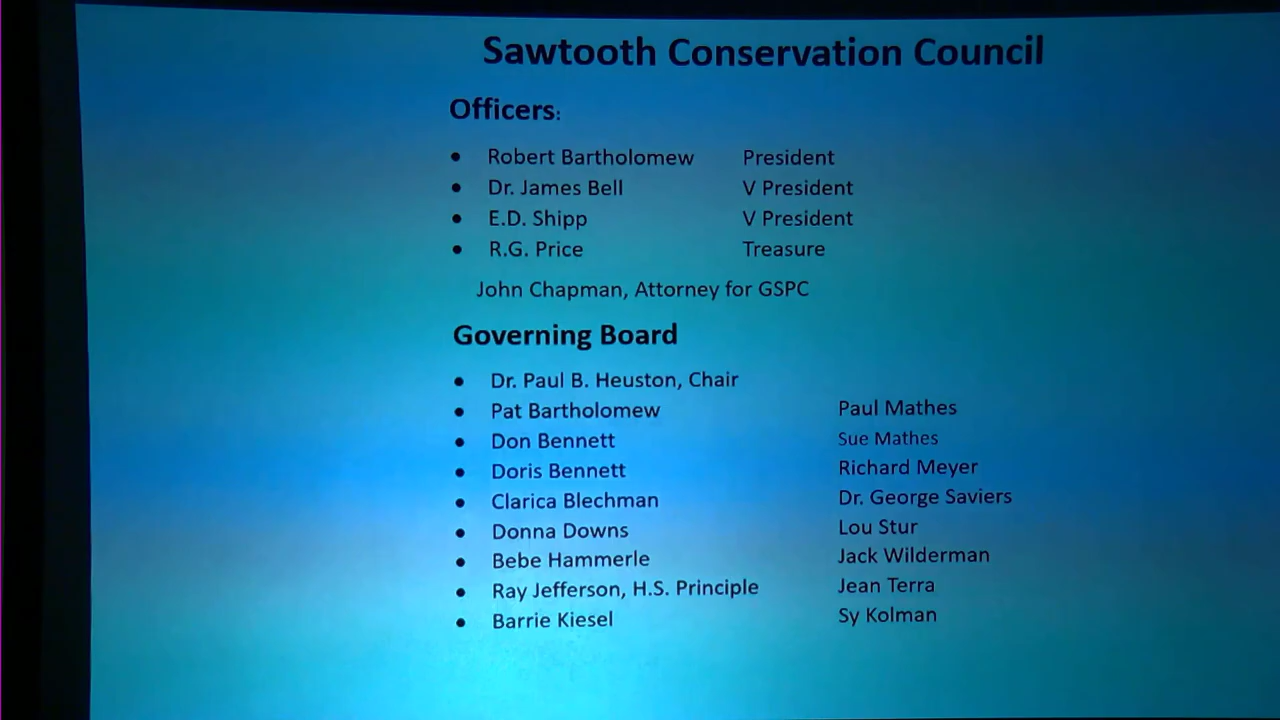 Sawtooth Conservation Council
Officers:
• Robert Bartholomew President
• Dr. James Bell V President
• E.D. Shipp V President
• R.G. Price Treasure
John Chapman, Attorney for GSPC
Governing Board
• Dr. Paul B. Heuston, Chair
• Pat Bartholomew Paul Mathes
• Don Bennett Sue Mathes
• Doris Bennett Richard Meyer
• Clarica Blechman Dr. George Saviers
• Donna Downs Lou Stur
• Bebe Hammerle Jack Wilderman
• Ray Jefferson, H.S. Principle Jean Terra
• Barrie Kiesel Sy Kolman